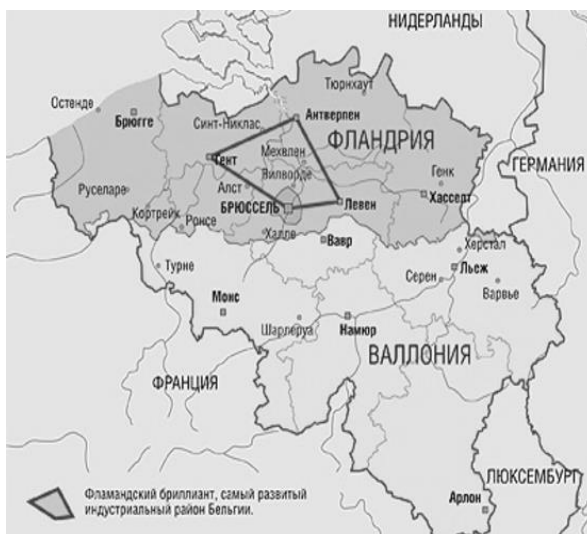 НИДЕРЛАНДЫ
Тюрнхаут
Остенде
Брюгге
Антверпен
Синт-Никлас
ФЛАНДРИЯ
Мехелен
Гент
ГЕРМАНИЯ
Вилворде
Генк
Алст
Руселаре
Хасселт
БРЮССЕЛЬ
Левен
Кортрейк
Ронсе
Халле
Вавр
Херстал
Турне
Льеж
Серен
Варвье
Монс
Шарлеруа
Намюр
ВАЛЛОНИЯ
ФРАНЦИЯ
ЛЮКСЕМБУРГ
Арлон
Фламандский бриллиант, самый развитый
индустриальный район Бельгии.